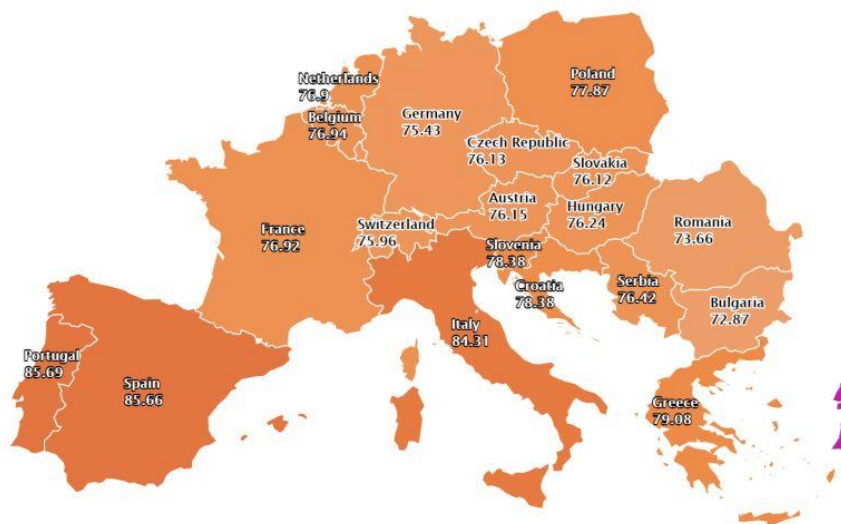 Poland
77.87
Netherlands
76.9
Germany
75.43
Belgium
76.94
Czech Republic
76.13
Slovakia
76.12
Austria
76.15
Hungary
76.24
Romania
73.66
France
76.92
Switzerland
75.96
Slovenia
78.38
Serbia
76.42
Croatia
78.38
Bulgaria
72.87
Italy
84.31
Portugal
85.69
Spain
85.66
Greece
79.08